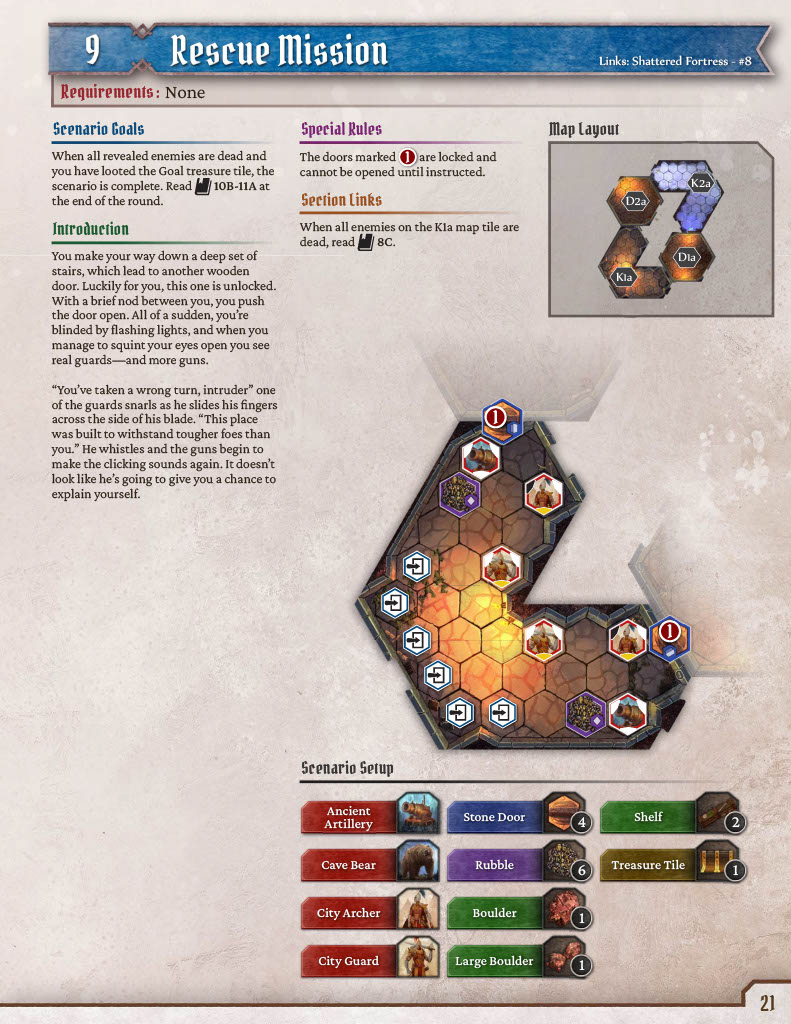 9
Rescue Mission
Links: Shattered Fortress - #8
Requirements: None
Scenario Goals
When all revealed enemies are dead and
you have looted the Goal treasure tile, the
scenario is complete. Read 10B-11A at
the end of the round.
Introduction
You make your way down a deep set of
stairs, which lead to another wooden
door. Luckily for you, this one is unlocked.
With a brief nod between you, you push
the door open. All of a sudden, you're
blinded by flashing lights, and when you
manage to squint your eyes open you see
real guards—and more guns.
“You've taken a wrong turn, intruder” one
of the guards snarls as he slides his fingers
across the side of his blade. “This place
was built to withstand tougher foes than
you.” He whistles and the guns begin to
make the clicking sounds again. It doesn't
look like he's going to give you a chance to
explain yourself.
Special Rules
The doors marked 1 are locked and
cannot be opened until instructed.
Section Links
When all enemies on the K1a map tile are
dead, read 8C.
Map Layout
K2a
D2a
D1a
K1a
1
1
Scenario Setup
Ancient
Artillery
Stone Door
4
Shelf
2
Cave Bear
Rubble
6
Treasure Tile
1
City Archer
Boulder
1
City Guard
Large Boulder
1
21